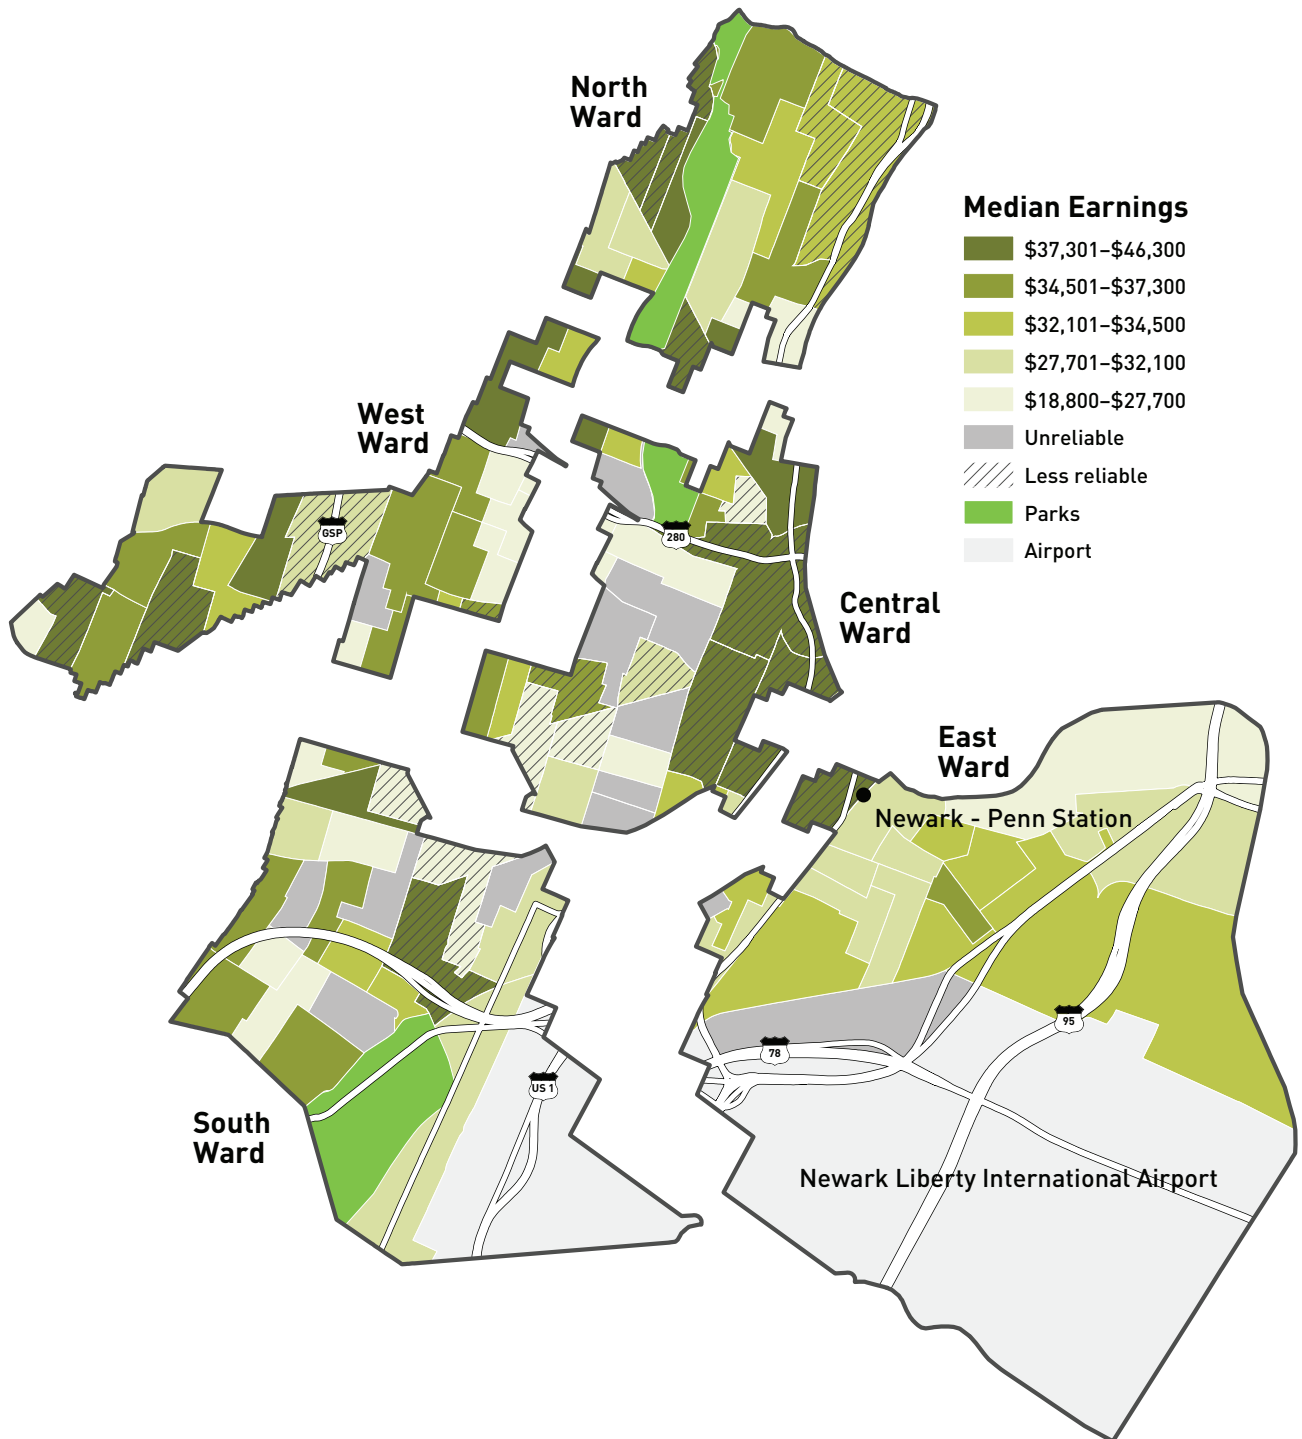 North
Ward
Median Earnings
$37,301–$46,300
$34,501–$37,300
$32,101–$34,500
$27,701–$32,100
$18,800–$27,700
Unreliable
Less reliable
Parks
Airport
West
Ward
GSP
280
Central
Ward
East
Ward
Newark - Penn Station
95
78
US 1
South
Ward
Newark Liberty International Airport